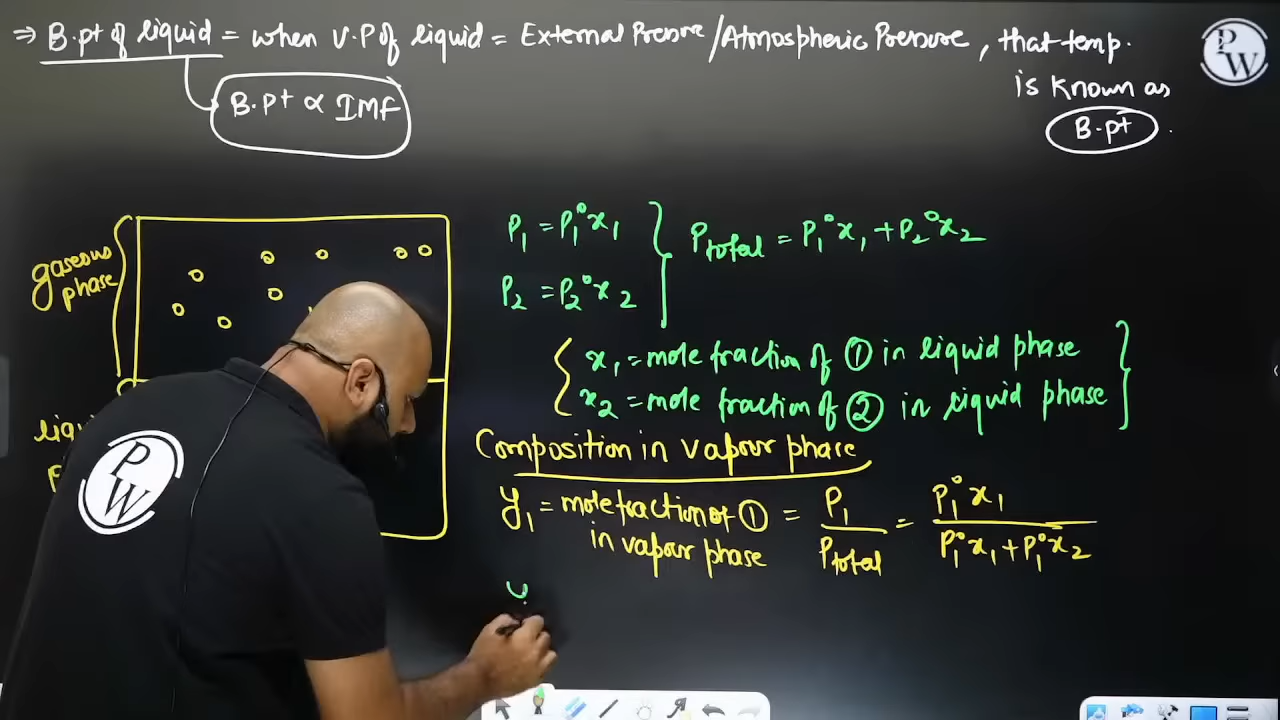 ⇒ B.pt of liquid = when V.P of liquid = External Pressure/Atmospheric Pressure, that temp.
is known as
B.pt.
B.pt ∝ IMF
PW
gaseous
phase
P₁ = P₁°x₁
P₂ = P₂°x₂
Ptotal = P₁°x₁ + P₂°x₂
x₁ = mole fraction of ① in liquid phase
x₂ = mole fraction of ② in liquid phase
Composition in vapour phase
y₁ = mole fraction of ① in vapour phase = P₁/Ptotal = P₁°x₁/P₁°x₁ + P₁°x₂
PW